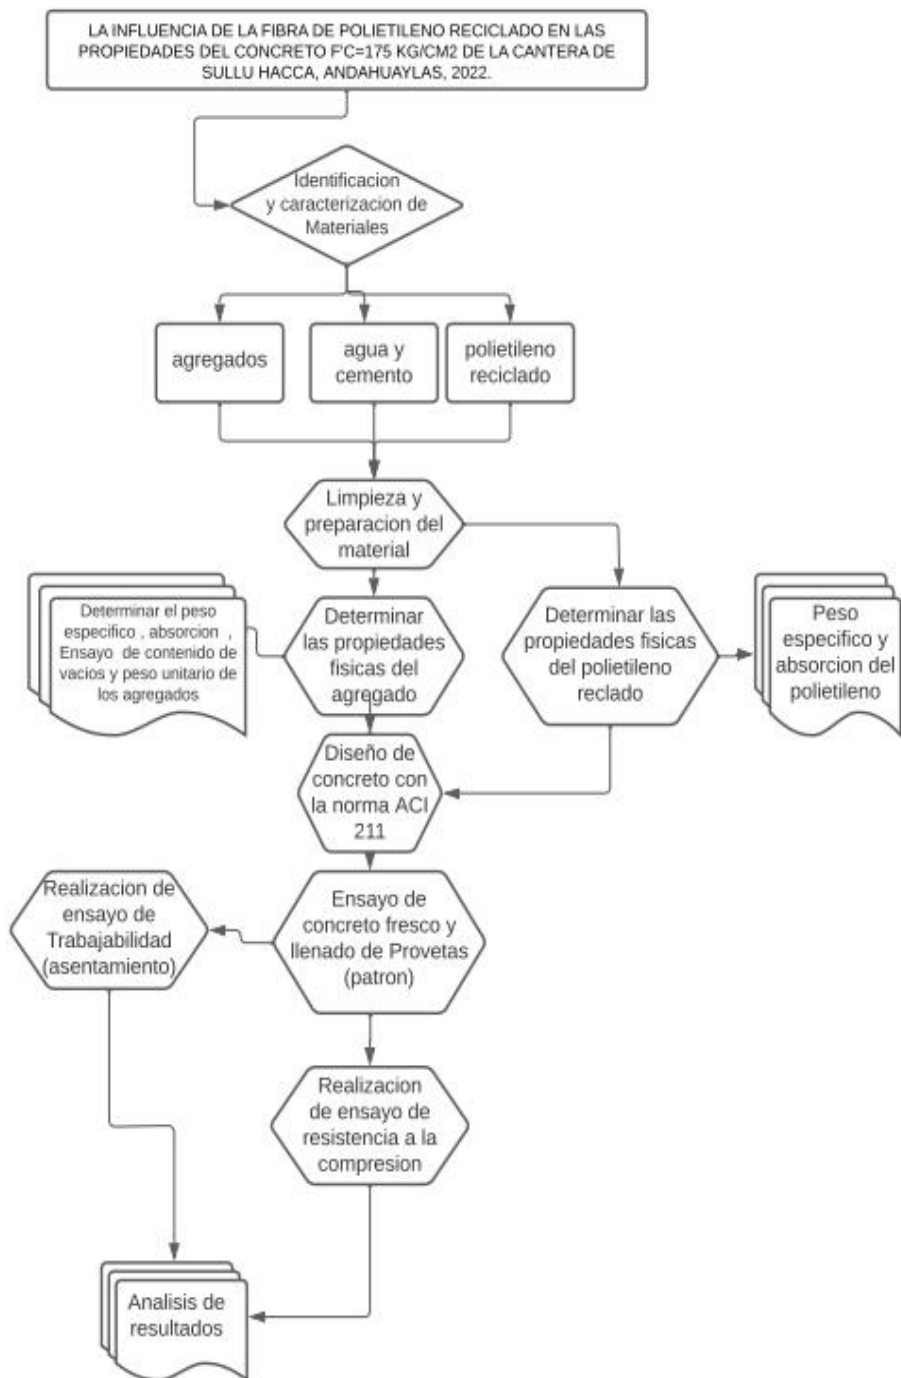 LA INFLUENCIA DE LA FIBRA DE POLIETILENO RECICLADO EN LAS
PROPIEDADES DEL CONCRETO F'C=175 KG/CM2 DE LA CANTERA DE
SULLU HACCA, ANDAHUAYLAS, 2022.
Identificacion
y caracterizacion de
Materiales
agregados
agua y
cemento
polietileno
reciclado
Limpieza y
preparacion del
material
Determinar el peso
especifico , absorcion ,
Ensayo de contenido de
vacios y peso unitario de
los agregados
Determinar
las propiedades
fisicas del
agregado
Determinar las
propiedades fisicas
del polietileno
reclado
Peso
especifico y
absorcion del
polietileno
Diseño de
concreto con
la norma ACI
211
Realizacion de
ensayo de
Trabajabilidad
(asentamiento)
Ensayo de
concreto fresco y
llenado de Provetas
(patron)
Realizacion
de ensayo de
resistencia a la
compresion
Analisis de
resultados